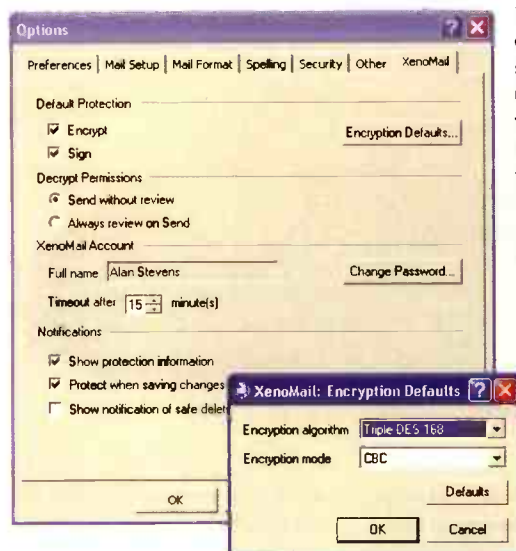 Options
Preferences Mail Setup Mail Format Spelling Security Other XenoMail
Default Protection
Encrypt Encryption Defaults...
Sign
Decrypt Permissions
Send without review
Always review on Send
XenoMail Account
Full name Alan Stevens Change Password...
Timeout after 15 minute(s)
Notifications
Show protection information
Protect when saving changes
Show notification of safe
OK
XenoMail: Encryption Defaults
Encryption algorithm Triple DES 168
Encryption mode CBC
Defaults
OK Cancel